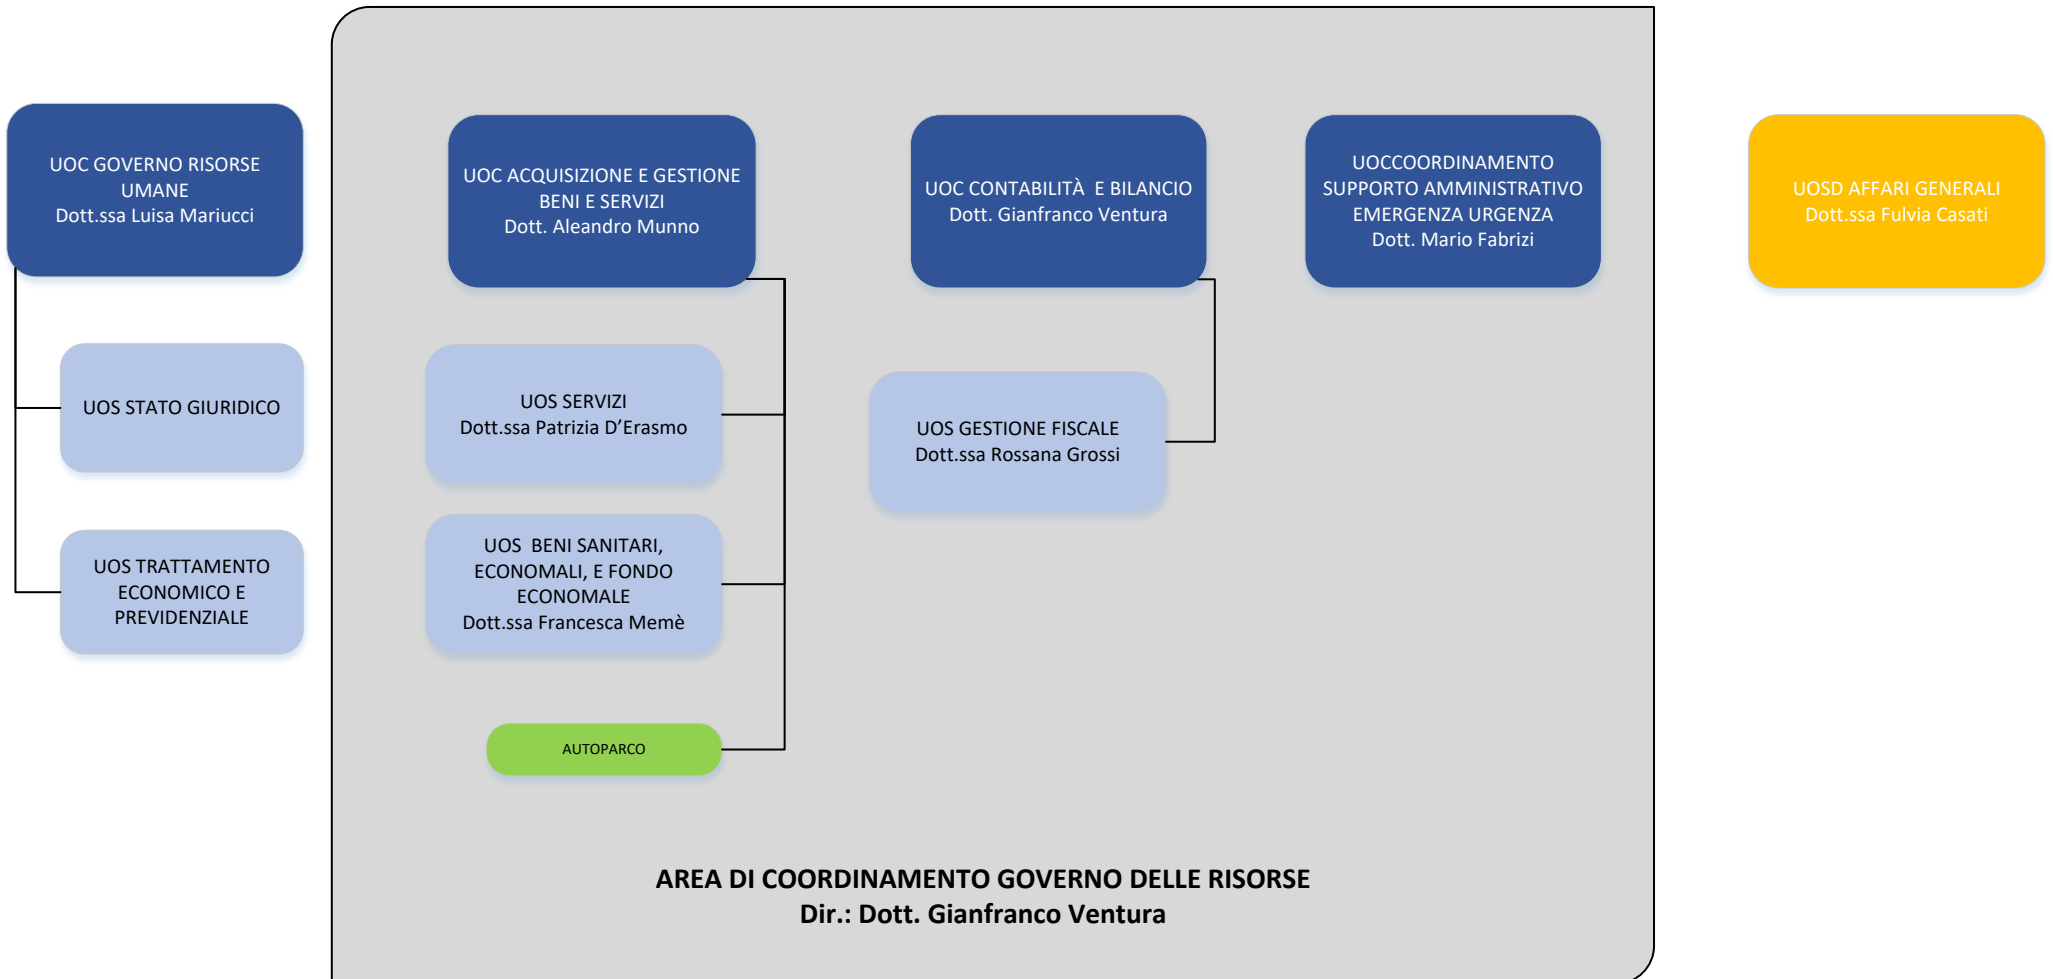 UOC GOVERNO RISORSE
UMANE
Dott.ssa Luisa Mariucci
UOC ACQUISIZIONE E GESTIONE
BENI E SERVIZI
Dott. Aleandro Munno
UOC CONTABILITÀ  E BILANCIO
Dott. Gianfranco Ventura
UOCCOORDINAMENTO
SUPPORTO AMMINISTRATIVO
EMERGENZA URGENZA
Dott. Mario Fabrizi
UOSD AFFARI GENERALI
Dott.ssa Fulvia Casati
UOS STATO GIURIDICO
UOS SERVIZI
Dott.ssa Patrizia D’Erasmo
UOS GESTIONE FISCALE
Dott.ssa Rossana Grossi
UOS TRATTAMENTO
ECONOMICO E
PREVIDENZIALE
UOS  BENI SANITARI,
ECONOMALI, E FONDO
ECONOMALE
Dott.ssa Francesca Memè
AUTOPARCO
AREA DI COORDINAMENTO GOVERNO DELLE RISORSE
Dir.: Dott. Gianfranco Ventura